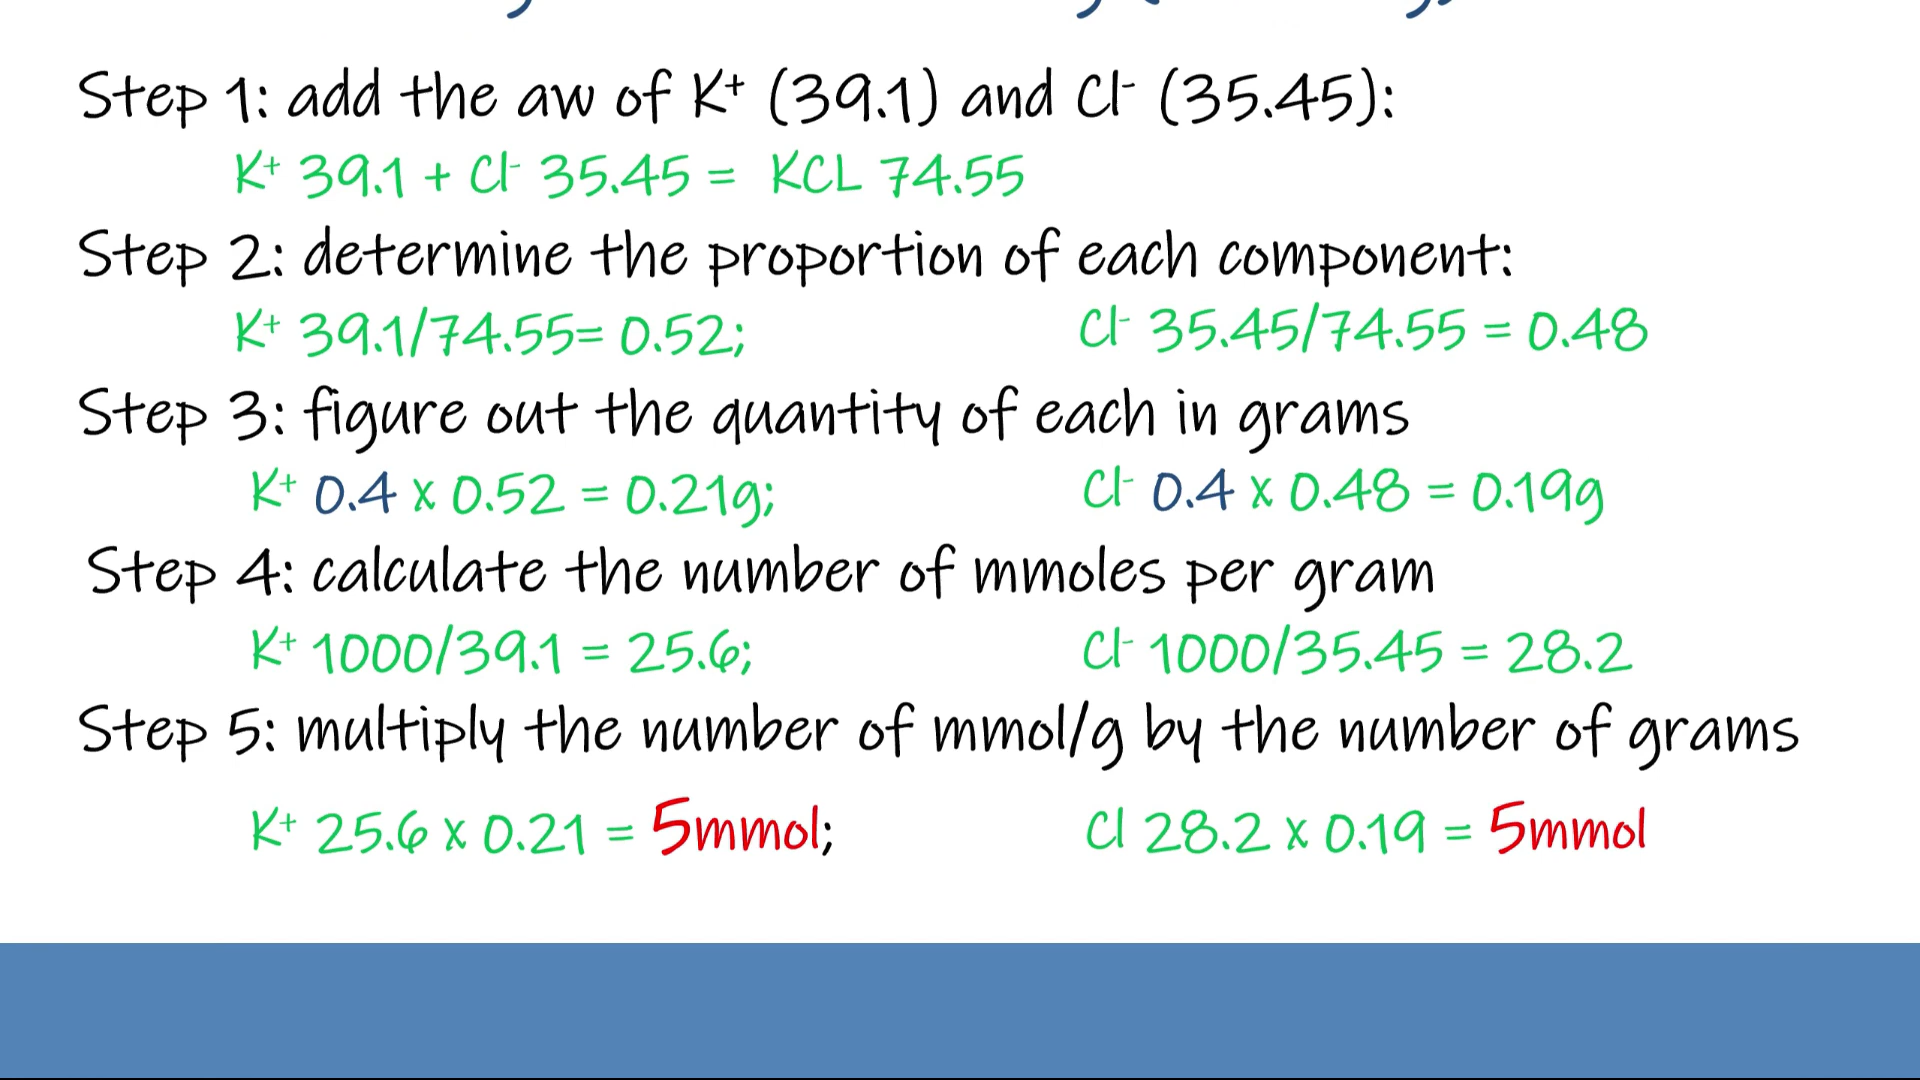 Step 1: add the aw of K⁺ (39.1) and Cl⁻ (35.45):
K⁺ 39.1 + Cl⁻ 35.45 = KCL 74.55
Step 2: determine the proportion of each component:
K⁺ 39.1/74.55= 0.52; Cl⁻ 35.45/74.55 = 0.48
Step 3: figure out the quantity of each in grams
K⁺ 0.4 x 0.52 = 0.21g; Cl⁻ 0.4 x 0.48 = 0.19g
Step 4: calculate the number of mmoles per gram
K⁺ 1000/39.1 = 25.6; Cl⁻ 1000/35.45 = 28.2
Step 5: multiply the number of mmol/g by the number of grams
K⁺ 25.6 x 0.21 = 5mmol; Cl 28.2 x 0.19 = 5mmol